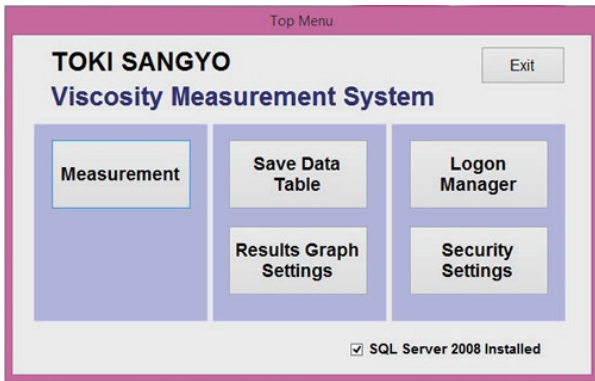 Top Menu
TOKI SANGYO
Exit
Viscosity Measurement System
Measurement
Save Data
Table
Logon
Manager
Results Graph
Settings
Security
Settings
SQL Server 2008 Installed